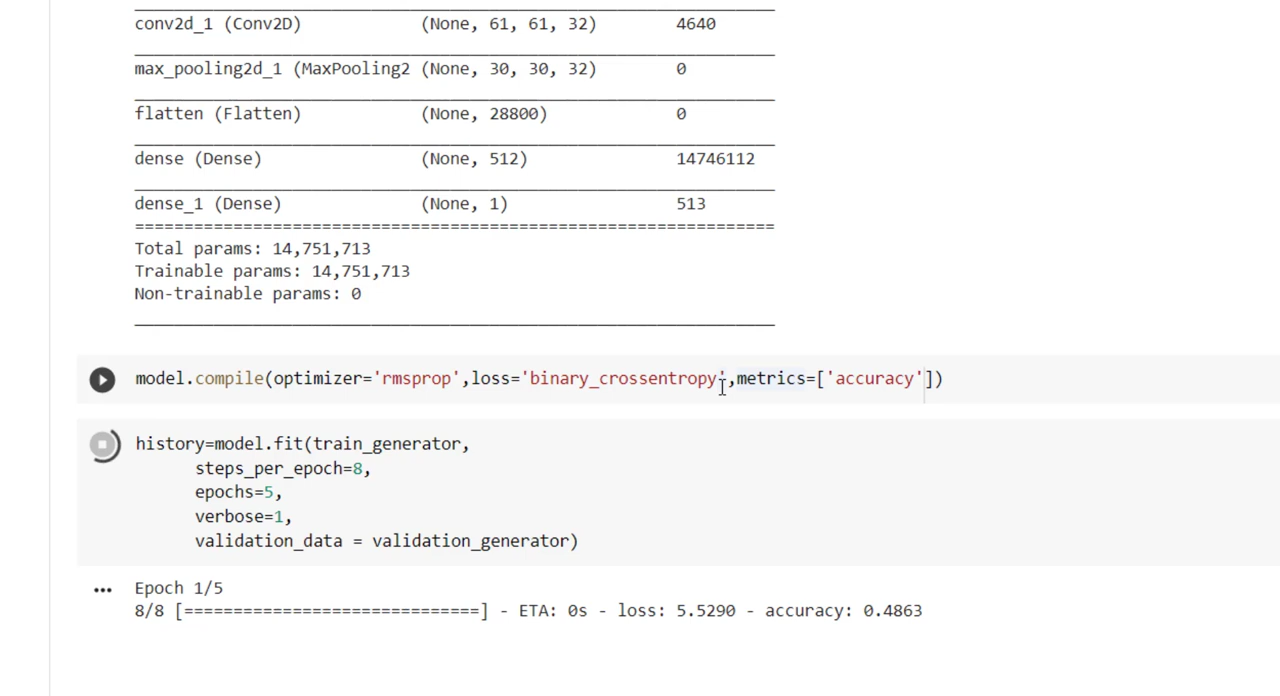 conv2d_1 (Conv2D) (None, 61, 61, 32) 4640
max_pooling2d_1 (MaxPooling2 (None, 30, 30, 32) 0
flatten (Flatten) (None, 28800) 0
dense (Dense) (None, 512) 14746112
dense_1 (Dense) (None, 1) 513
=================================================================
Total params: 14,751,713
Trainable params: 14,751,713
Non-trainable params: 0
model.compile(optimizer='rmsprop',loss='binary_crossentropy',metrics=['accuracy'])
history=model.fit(train_generator,
steps_per_epoch=8,
epochs=5,
verbose=1,
validation_data = validation_generator)
Epoch 1/5
8/8 [==============================] - ETA: 0s - loss: 5.5290 - accuracy: 0.4863